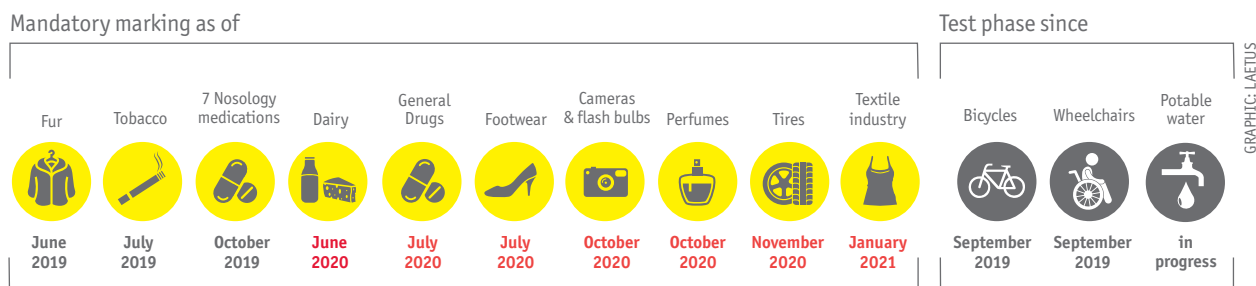 Mandatory marking as of
Test phase since
Fur
Tobacco
7 Nosology
medications
Dairy
General
Drugs
Footwear
Cameras
& flash bulbs
Perfumes
Tires
Textile
industry
Bicycles
Wheelchairs
Potable
water
June
2019
July
2019
October
2019
June
2020
July
2020
July
2020
October
2020
October
2020
November
2020
January
2021
September
2019
September
2019
in
progress
GRAPHIC: LAETUS